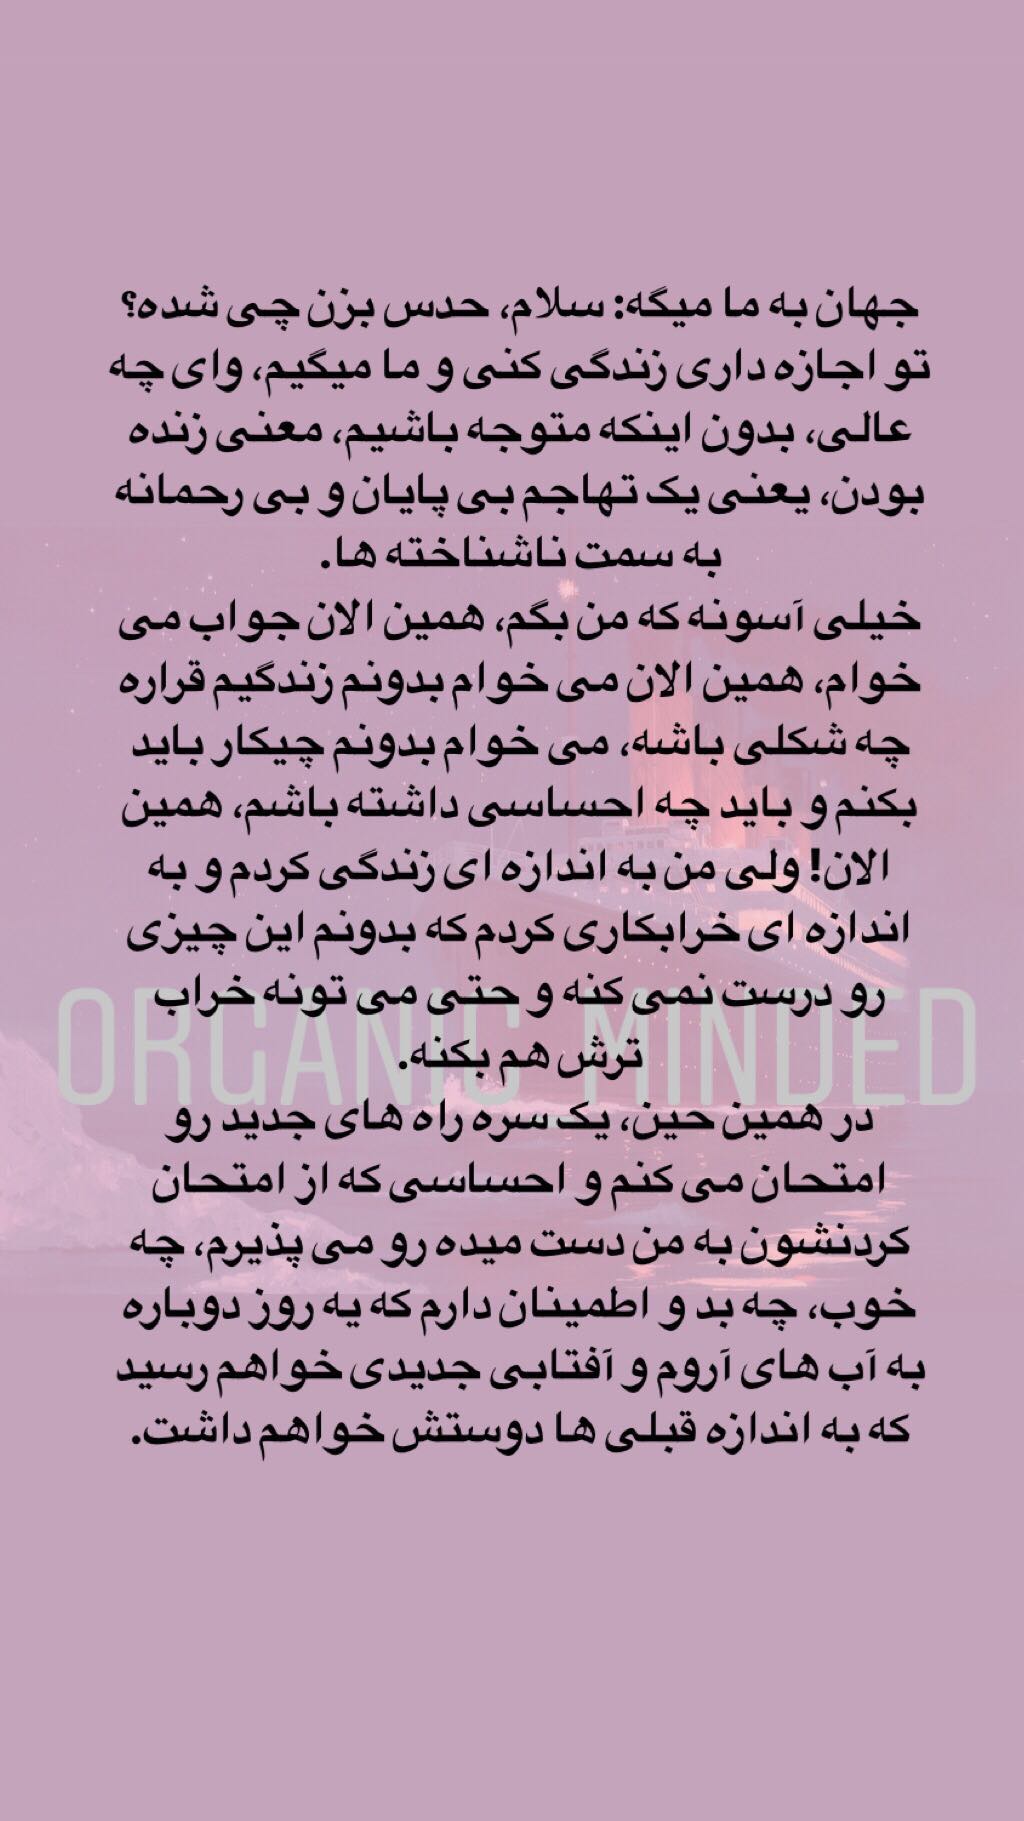 جهان به ما میگه: سلام، حدس بزن چی شده؟
تو اجازه داری زندگی کنی و ما میگیم، وای چه
عالی، بدون اینکه متوجه باشیم، معنی زنده
بودن، یعنی یک تهاجم بی پایان و بی رحمانه
به سمت ناشناخته ها.
خیلی آسونه که من بگم، همین الان جواب می
خوام، همین الان می خوام بدونم زندگیم قراره
چه شکلی باشه، می خوام بدونم چیکار باید
بکنم و باید چه احساسی داشته باشم، همین
الان! ولی من به اندازه ای زندگی کردم و به
اندازه ای خرابکاری کردم که بدونم این چیزی
رو درست نمی کنه و حتی می تونه خراب
ترش هم بکنه.
ORGANIC MINDED
در همین حین، یک سره راه های جدید رو
امتحان می کنم و احساسی که از امتحان
کردنشون به من دست میده رو می پذیرم، چه
خوب، چه بد و اطمینان دارم که یه روز دوباره
به آب های آروم و آفتابی جدیدی خواهم رسید
که به اندازه قبلی ها دوستش خواهم داشت.